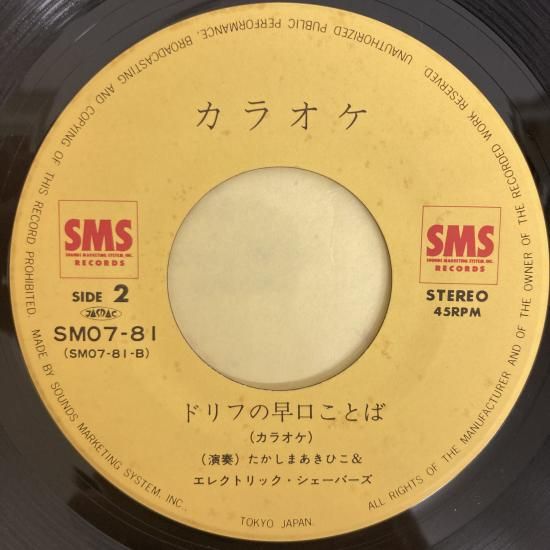 UNAUTHORIZED PUBLIC PERFORMANCE, BROADCASTING AND COPYING OF THIS RECORD PROHIBITED.
ALL RIGHTS OF THE MANUFACTURER AND OF THE OWNER OF THE RECORDED WORK RESERVED.
カラオケ
SMS
SOUNDS MARKETING SYSTEM, INC.
RECORDS
SIDE 2
JASRAC
SM07-81
(SM07-81-B)
SMS
SOUNDS MARKETING SYSTEM, INC.
RECORDS
STEREO
45RPM
ドリフの早口ことば
(カラオケ)
(演奏) たかしまあきひこ&
エレクトリック・シェーバーズ
MADE BY SOUNDS MARKETING SYSTEM, INC.,
TOKYO JAPAN.